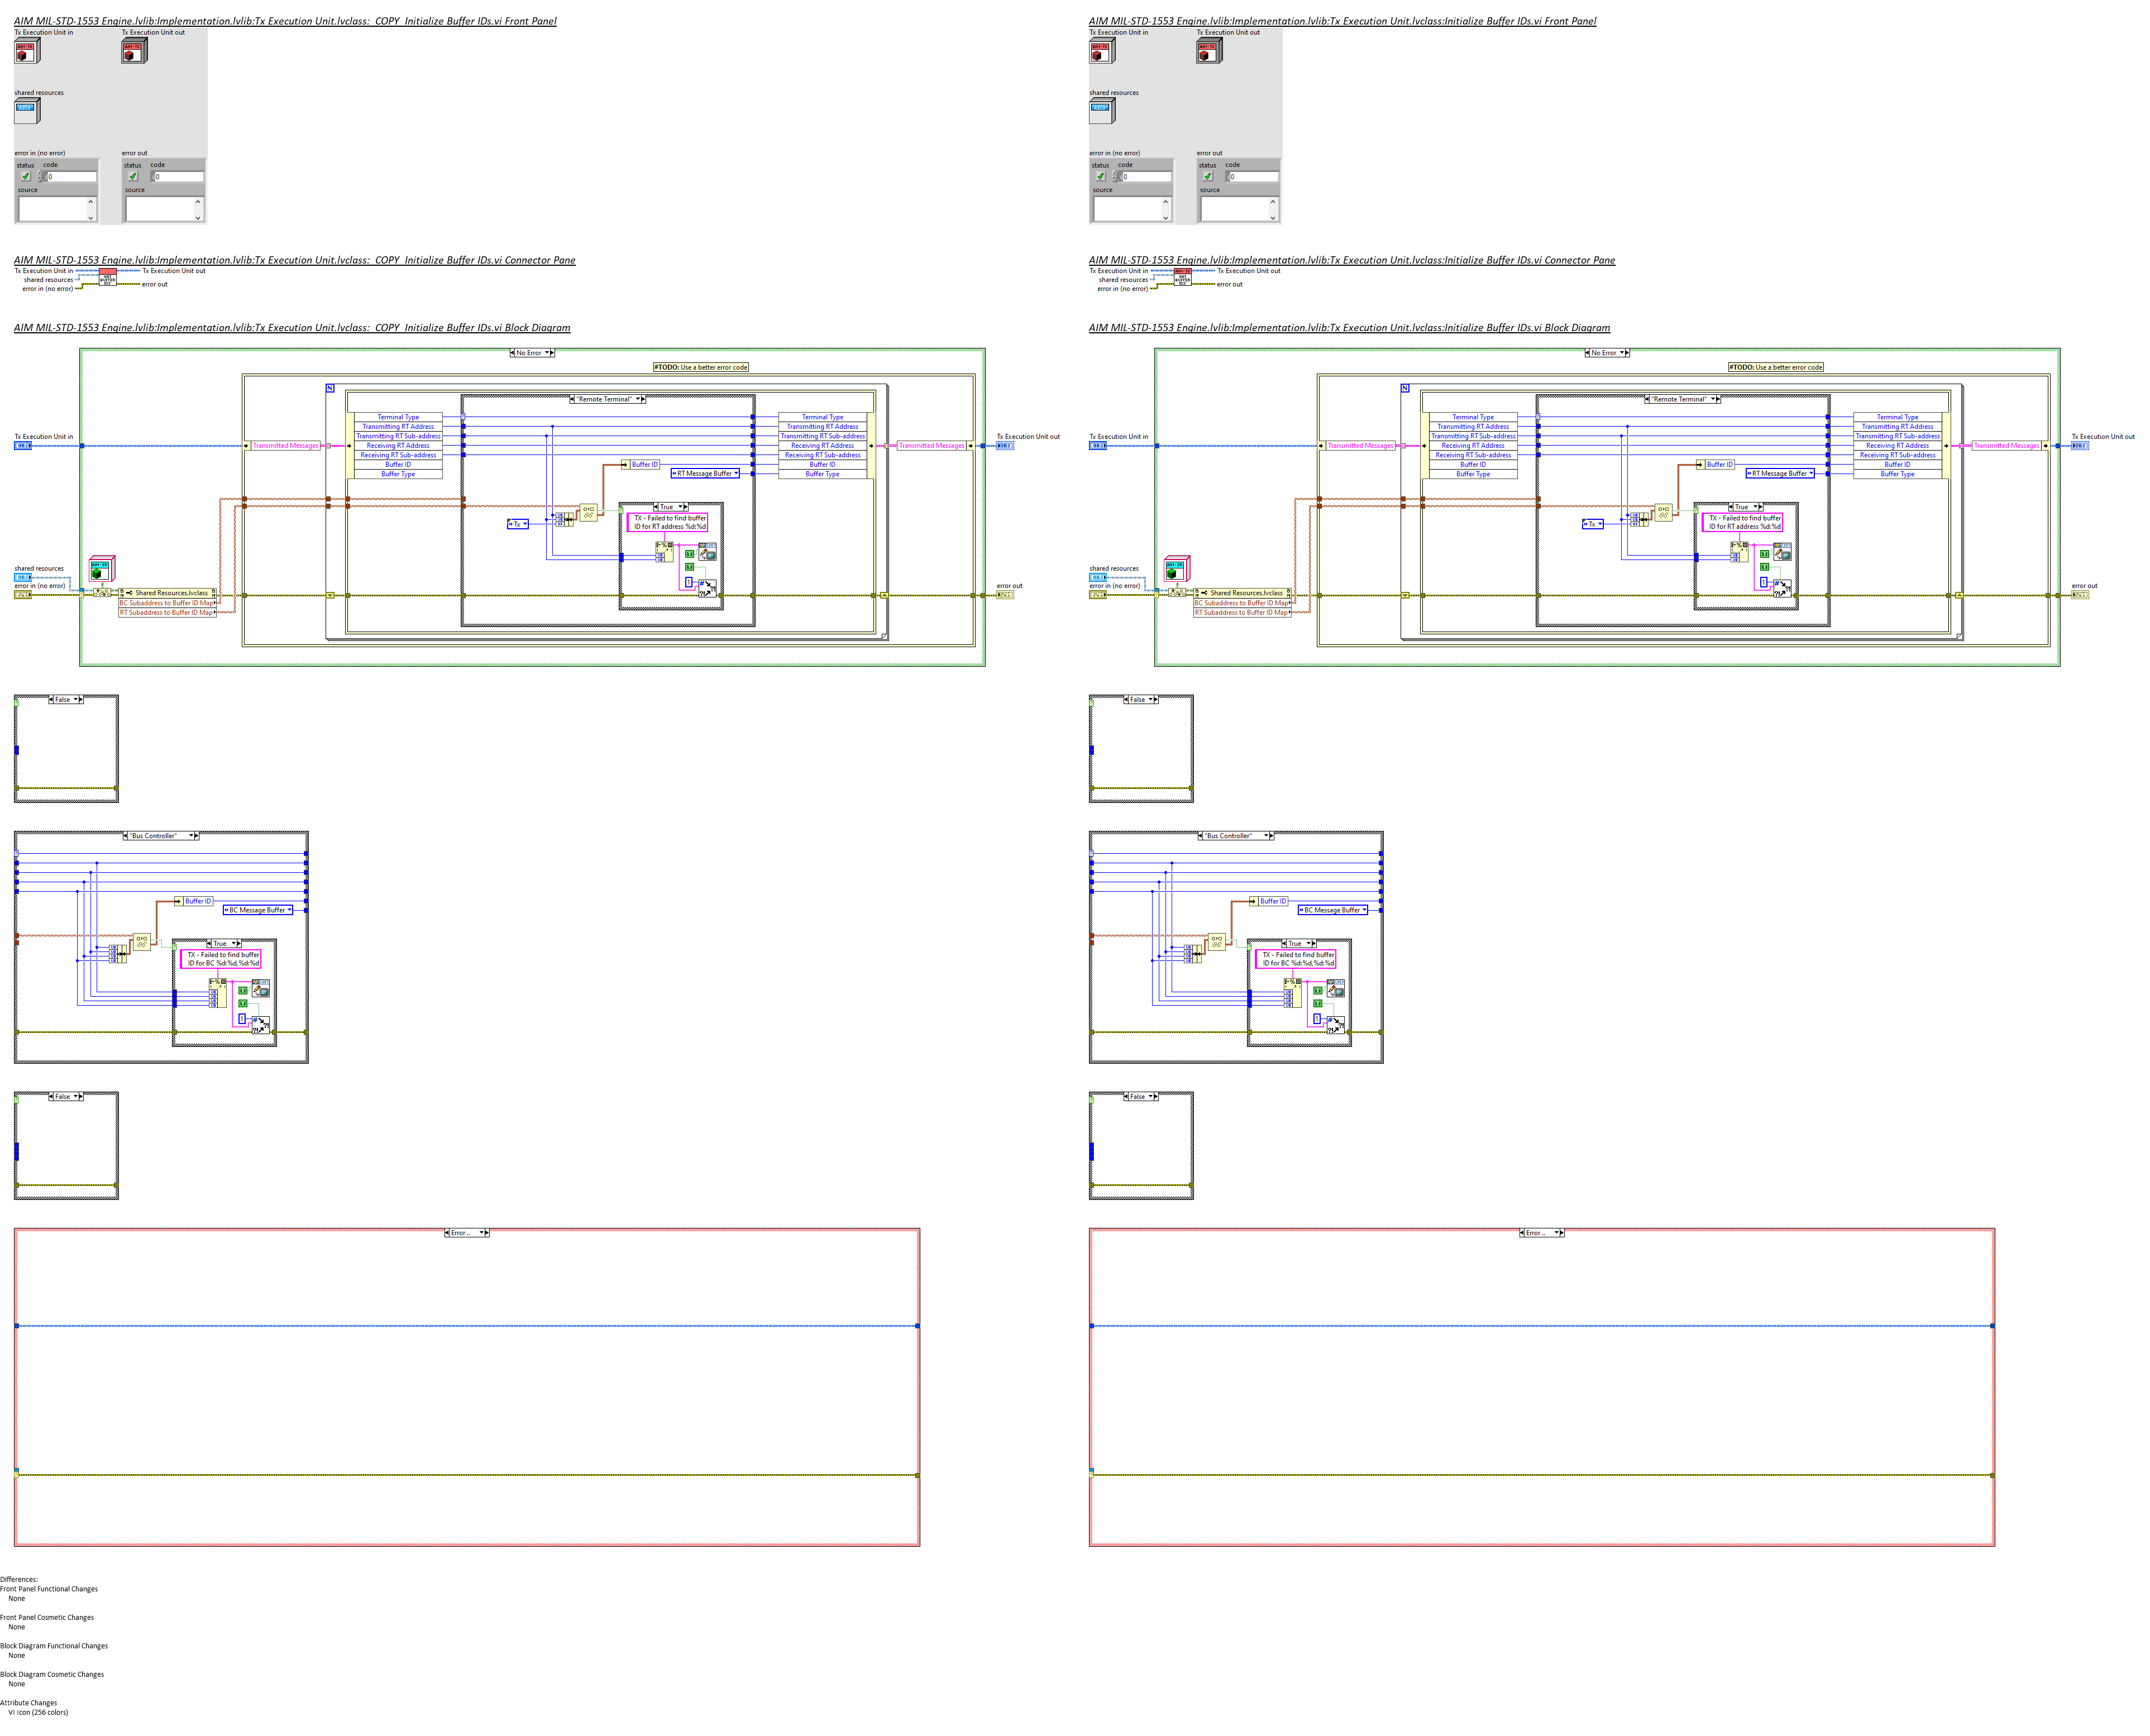 AIM MIL-STD-1553 Engine.lvlib:Implementation.lvlib:Tx Execution Unit.lvclass:_COPY_Initialize Buffer IDs.vi Front Panel
Tx Execution Unit in
Tx Execution Unit out
shared resources
error in (no error)
error out
status code
0
source
status code
0
source
AIM MIL-STD-1553 Engine.lvlib:Implementation.lvlib:Tx Execution Unit.lvclass:Initialize Buffer IDs.vi Front Panel
Tx Execution Unit in
Tx Execution Unit out
shared resources
error in (no error)
error out
status code
0
source
status code
0
source
AIM MIL-STD-1553 Engine.lvlib:Implementation.lvlib:Tx Execution Unit.lvclass:_COPY_Initialize Buffer IDs.vi Connector Pane
Tx Execution Unit in
Tx Execution Unit out
shared resources
error in (no error)
error out
AIM MIL-STD-1553 Engine.lvlib:Implementation.lvlib:Tx Execution Unit.lvclass:Initialize Buffer IDs.vi Connector Pane
Tx Execution Unit in
Tx Execution Unit out
shared resources
error in (no error)
error out
AIM MIL-STD-1553 Engine.lvlib:Implementation.lvlib:Tx Execution Unit.lvclass:_COPY_Initialize Buffer IDs.vi Block Diagram
No Error
#TODO: Use a better error code
N
"Remote Terminal"
Terminal Type
Transmitting RT Address
Transmitting RT Sub-address
Receiving RT Address
Receiving RT Sub-address
Buffer ID
Buffer Type
Terminal Type
Transmitting RT Address
Transmitting RT Sub-address
Receiving RT Address
Receiving RT Sub-address
Buffer ID
Buffer Type
Tx Execution Unit in
Transmitted Messages
Transmitted Messages
Tx Execution Unit out
Buffer ID
RT Message Buffer
Tx
True
TX - Failed to find buffer
ID for RT address %d:%d
1
shared resources
error in (no error)
Shared Resources.lvclass
BC Subaddress to Buffer ID Map
RT Subaddress to Buffer ID Map
error out
AIM MIL-STD-1553 Engine.lvlib:Implementation.lvlib:Tx Execution Unit.lvclass:Initialize Buffer IDs.vi Block Diagram
No Error
#TODO: Use a better error code
N
"Remote Terminal"
Terminal Type
Transmitting RT Address
Transmitting RT Sub-address
Receiving RT Address
Receiving RT Sub-address
Buffer ID
Buffer Type
Terminal Type
Transmitting RT Address
Transmitting RT Sub-address
Receiving RT Address
Receiving RT Sub-address
Buffer ID
Buffer Type
Tx Execution Unit in
Transmitted Messages
Transmitted Messages
Tx Execution Unit out
Buffer ID
RT Message Buffer
Tx
True
TX - Failed to find buffer
ID for RT address %d:%d
1
shared resources
error in (no error)
Shared Resources.lvclass
BC Subaddress to Buffer ID Map
RT Subaddress to Buffer ID Map
error out
False
False
"Bus Controller"
Buffer ID
BC Message Buffer
True
TX - Failed to find buffer
ID for BC %d:%d,%d:%d
1
"Bus Controller"
Buffer ID
BC Message Buffer
True
TX - Failed to find buffer
ID for BC %d:%d,%d:%d
1
False
False
Error ..
Error ..
Differences:
Front Panel Functional Changes
None
Front Panel Cosmetic Changes
None
Block Diagram Functional Changes
None
Block Diagram Cosmetic Changes
None
Attribute Changes
VI Icon (256 colors)